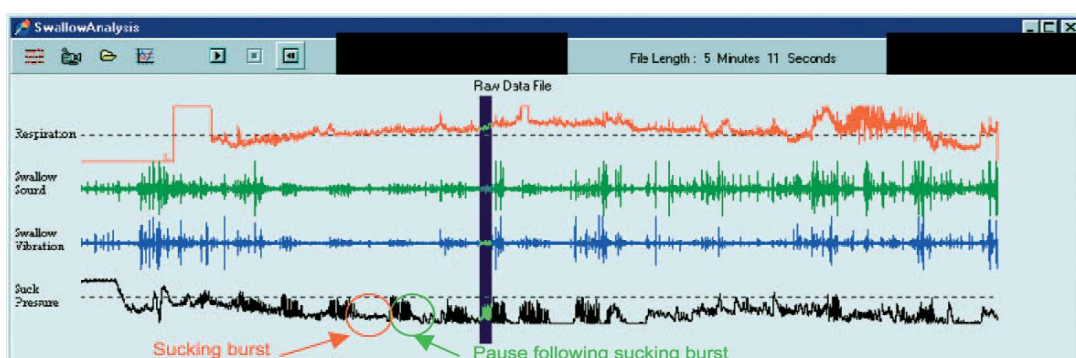 SwallowAnalysis
File Length : 5 Minutes 11 Seconds
Raw Data File
Respiration
Swallow
Sound
Swallow
Vibration
Suck
Pressure
Sucking burst
Pause following sucking burst